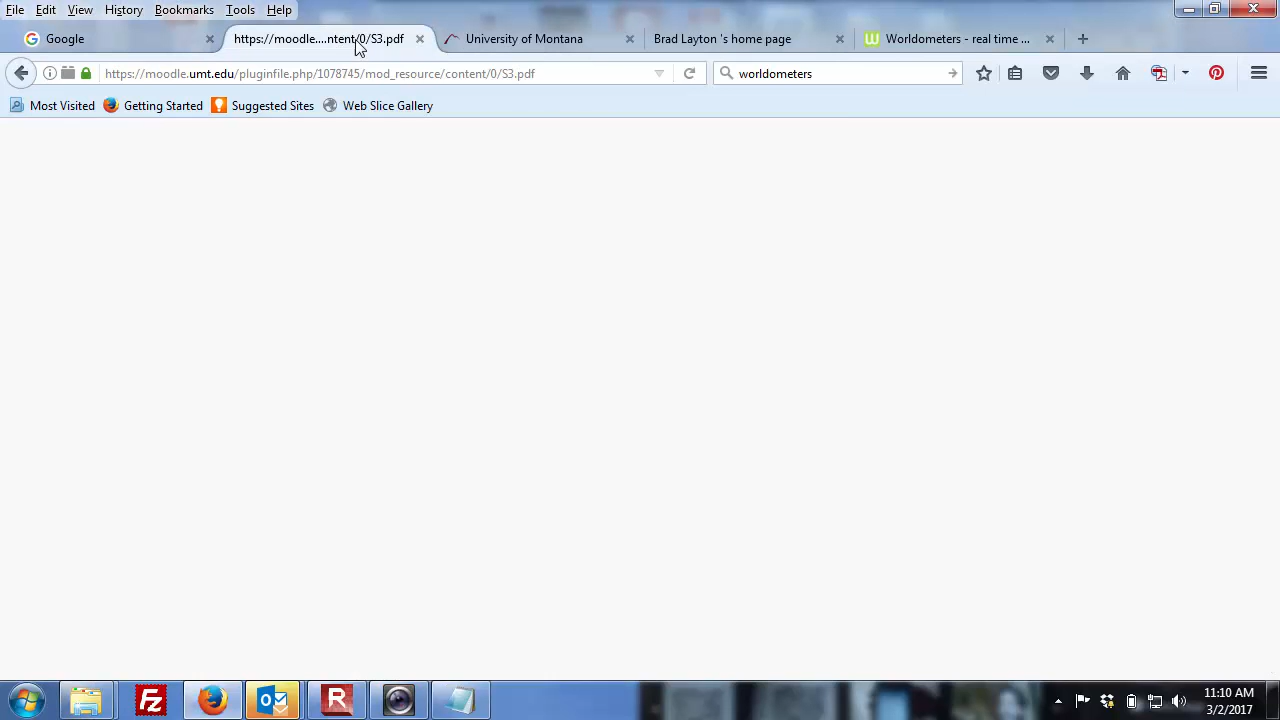 File Edit View History Bookmarks Tools Help
Google https://moodle....ntent/0/S3.pdf University of Montana Brad Layton 's home page Worldometers - real time ...
https://moodle.umt.edu/pluginfile.php/1078745/mod_resource/content/0/S3.pdf worldometers
Most Visited Getting Started Suggested Sites Web Slice Gallery
11:10 AM
3/2/2017